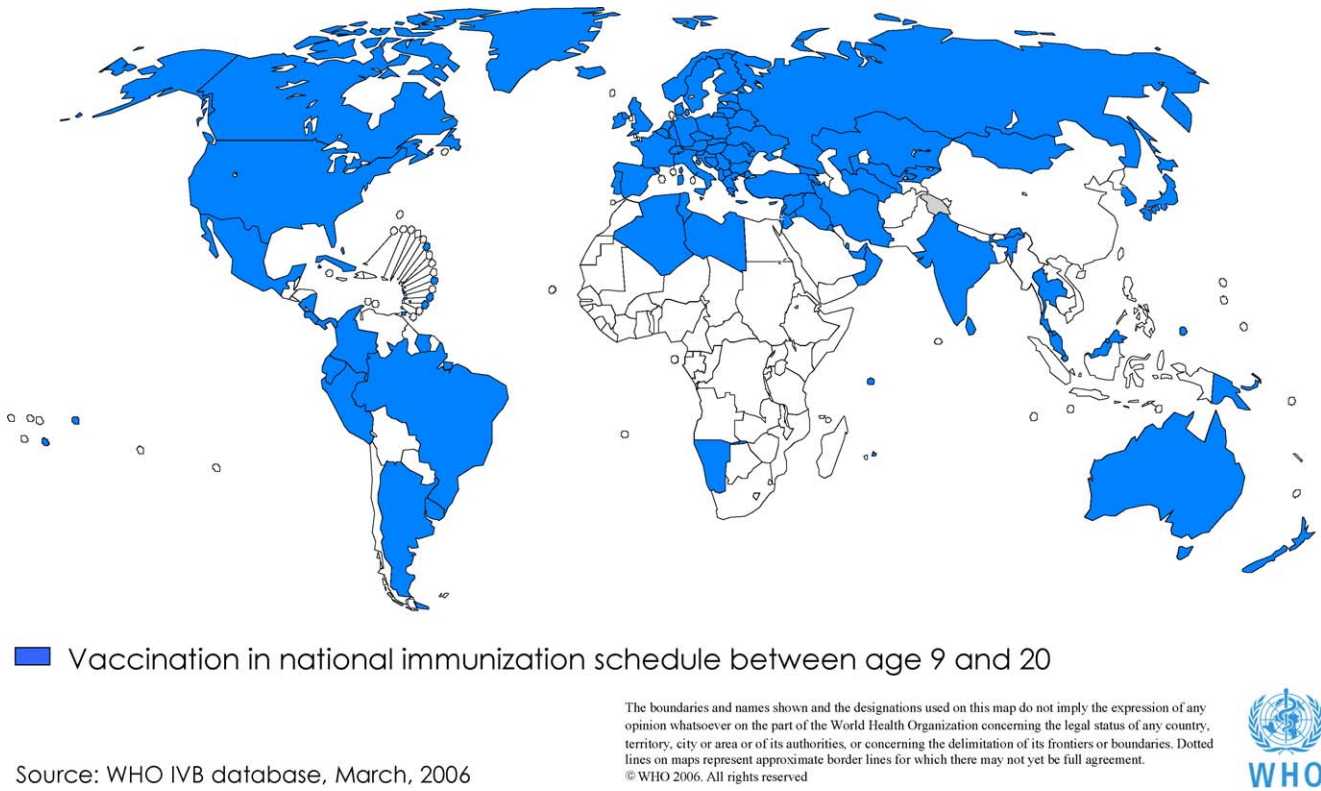 Vaccination in national immunization schedule between age 9 and 20
The boundaries and names shown and the designations used on this map do not imply the expression of any
opinion whatsoever on the part of the World Health Organization concerning the legal status of any country,
territory, city or area or of its authorities, or concerning the delimitation of its frontiers or boundaries. Dotted
lines on maps represent approximate border lines for which there may not yet be full agreement.
© WHO 2006. All rights reserved
Source: WHO IVB database, March, 2006
WHO